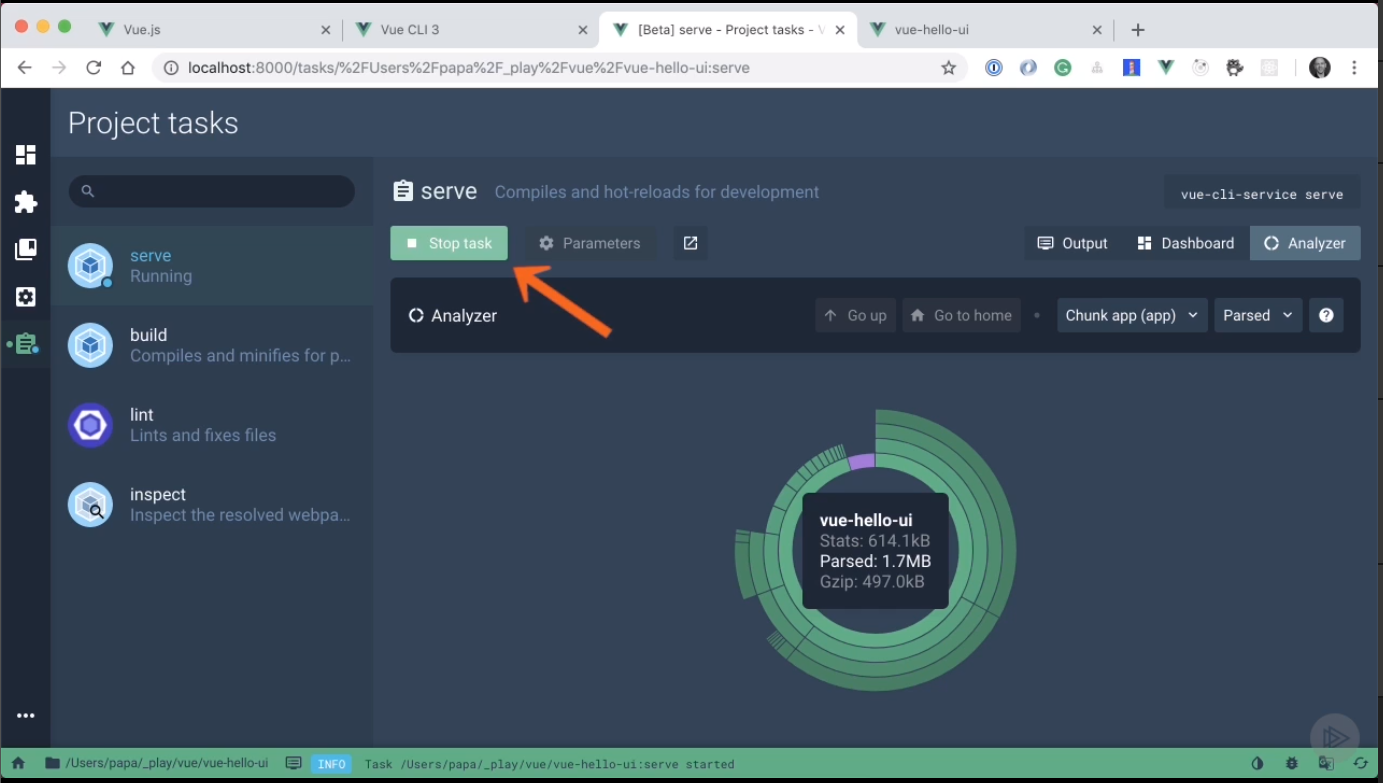 Vue.js
Vue CLI 3
[Beta] serve - Project tasks - V
vue-hello-ui
localhost:8000/tasks/%2FUsers%2Fpapa%2F_play%2Fvue%2Fvue-hello-ui:serve
Project tasks
serve
Compiles and hot-reloads for development
vue-cli-service serve
Stop task
Parameters
Output
Dashboard
Analyzer
serve
Running
build
Compiles and minifies for p...
lint
Lints and fixes files
inspect
Inspect the resolved webpa...
Analyzer
Go up
Go to home
Chunk app (app)
Parsed
?
vue-hello-ui
Stats: 614.1kB
Parsed: 1.7MB
Gzip: 497.0kB
/Users/papa/_play/vue/vue-hello-ui
INFO
Task /Users/papa/_play/vue/vue-hello-ui:serve started